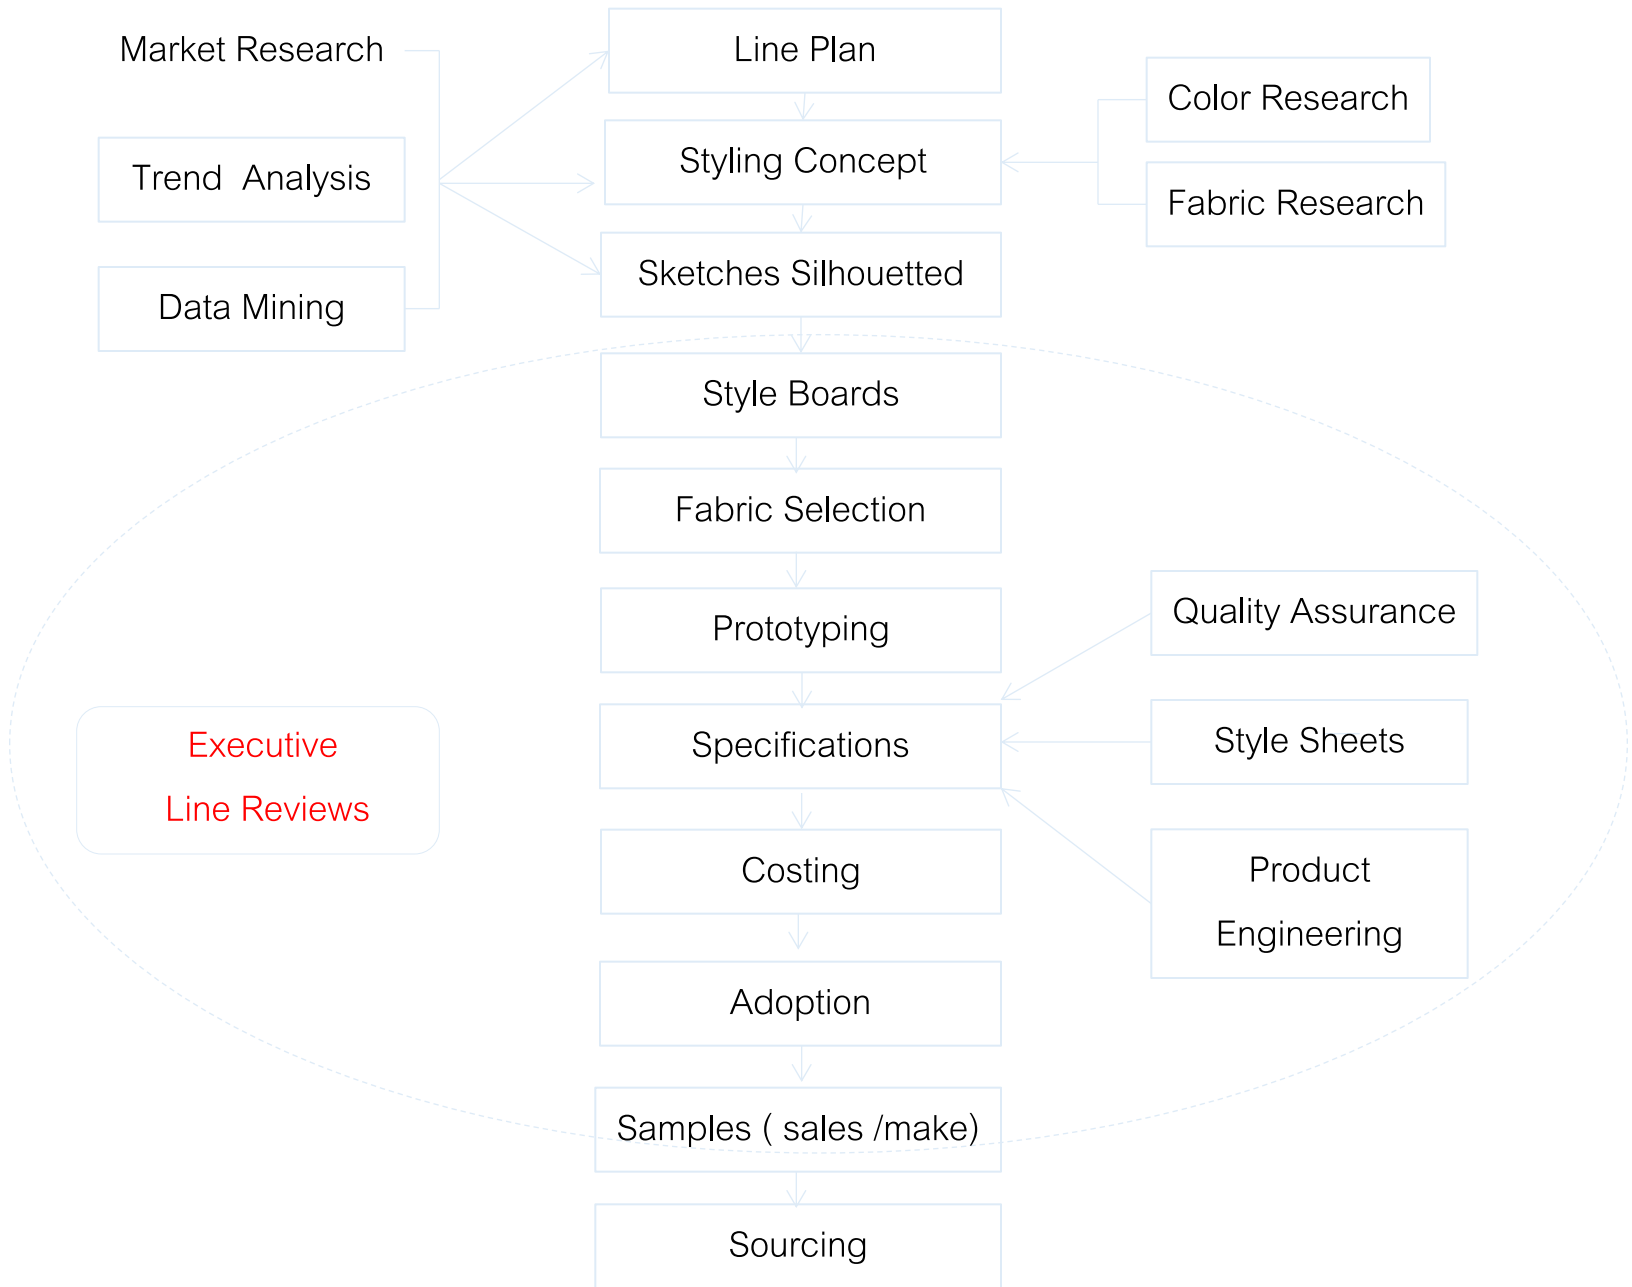 Market Research
Line Plan
Color Research
Trend Analysis
Styling Concept
Fabric Research
Data Mining
Sketches Silhouetted
Style Boards
Fabric Selection
Prototyping
Quality Assurance
Executive
Line Reviews
Specifications
Style Sheets
Costing
Product
Engineering
Adoption
Samples ( sales /make)
Sourcing